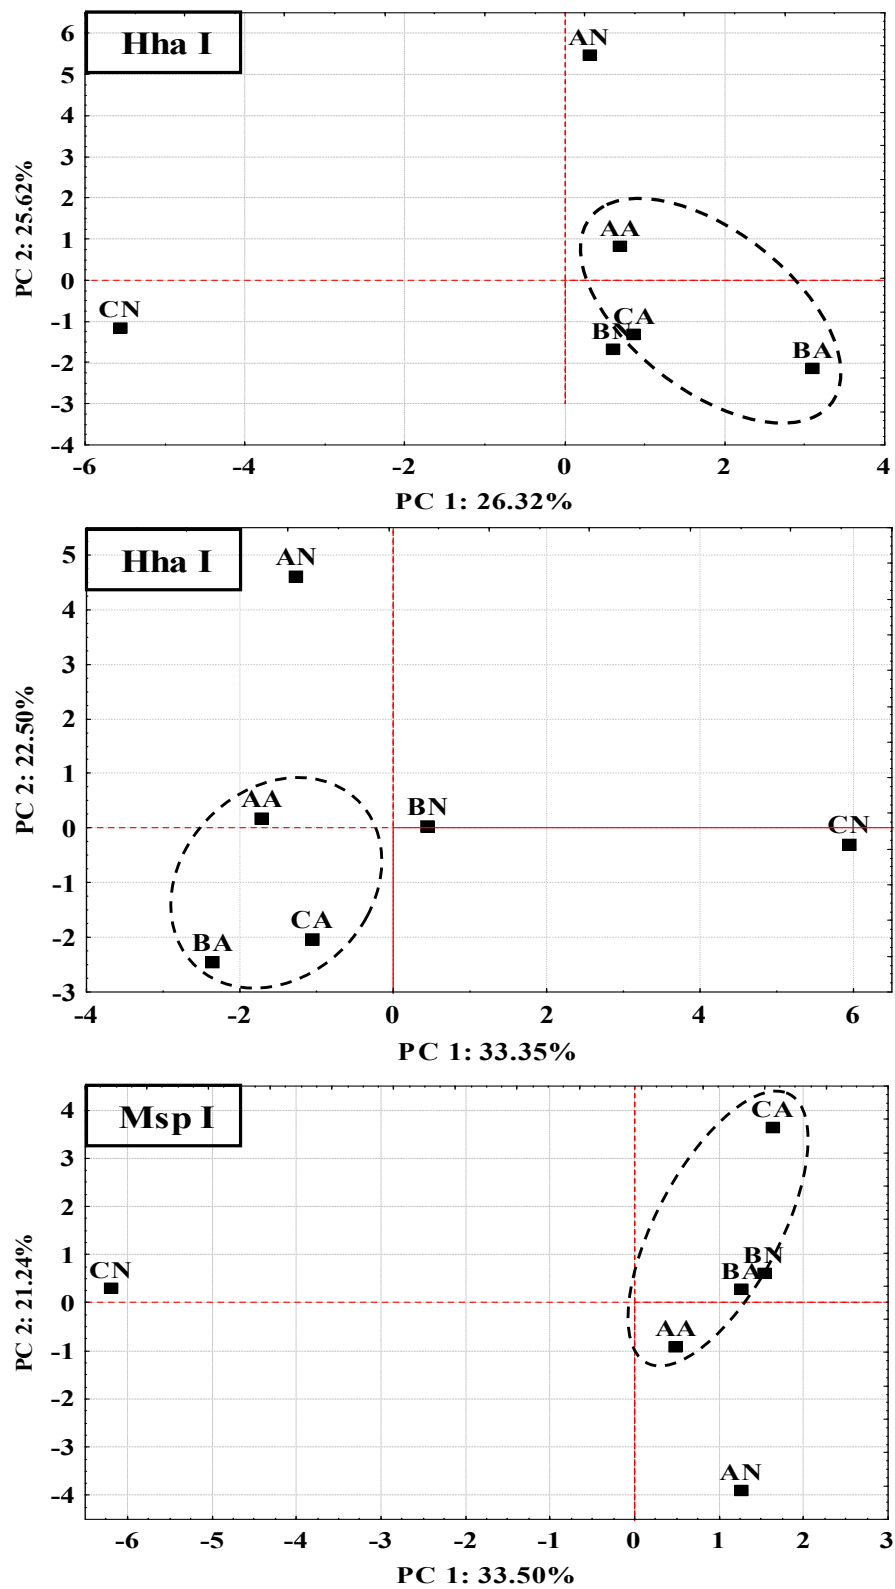 Hha I
AN
6
5
4
3
2
1
0
-1
-2
-3
-4
AA
CN
CA
BN
BA
PC 2: 25.62%
-6
-4
-2
0
2
4
PC 1: 26.32%
Hha I
AN
5
4
3
2
1
0
-1
-2
-3
AA
BN
CN
CA
BA
PC 2: 22.50%
-4
-2
0
2
4
6
PC 1: 33.35%
Msp I
CA
4
3
2
1
0
-1
-2
-3
-4
BN
CN
BA
AA
AN
PC 2: 21.24%
-6
-5
-4
-3
-2
-1
0
1
2
3
PC 1: 33.50%